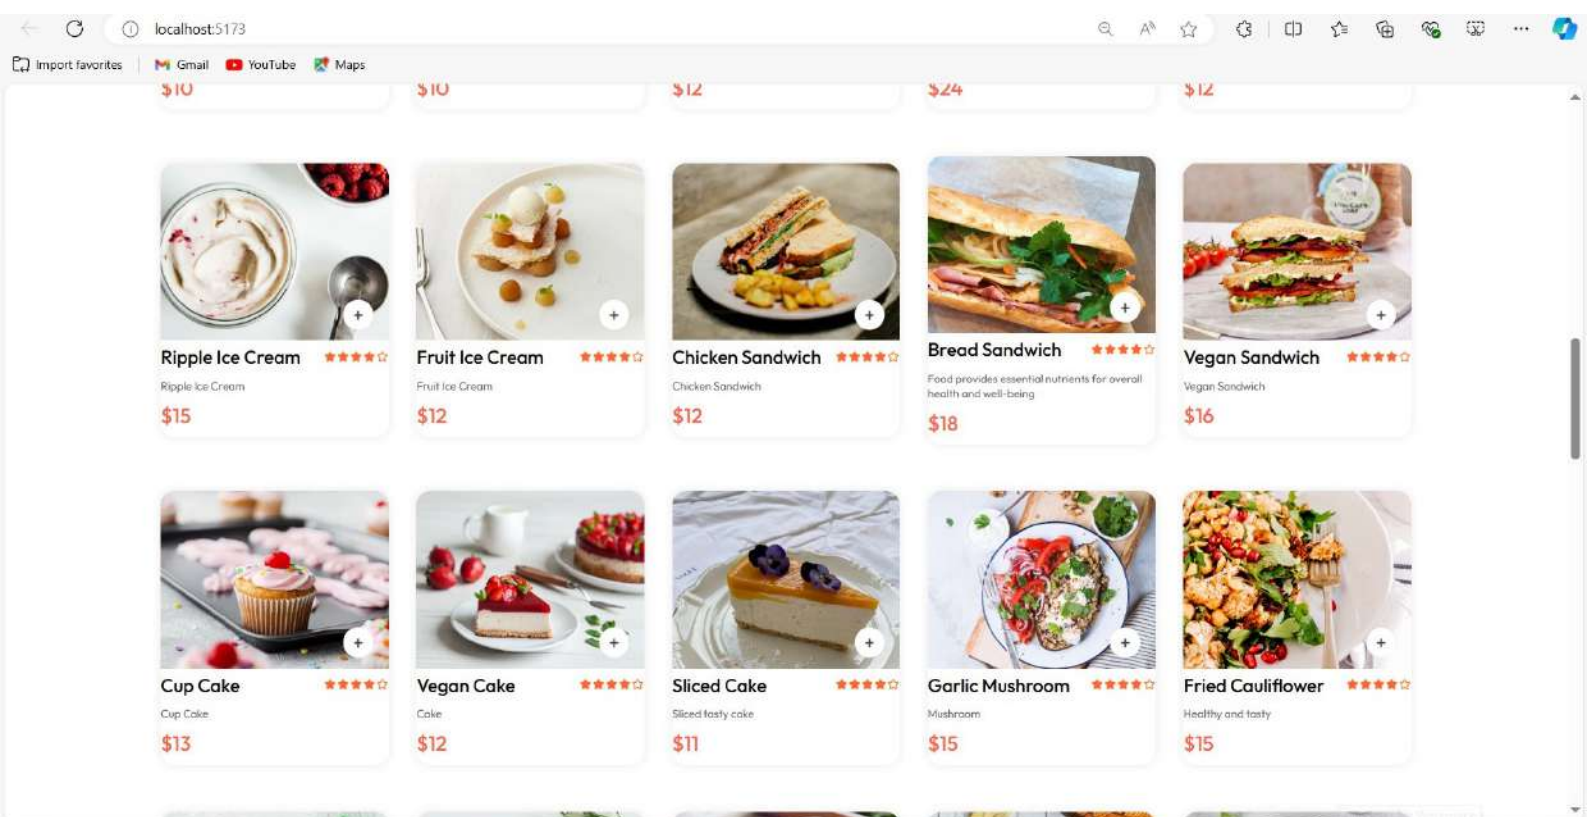 localhost:5173
Import favorites Gmail YouTube Maps
$10 $10 $12 $24 $12
Ripple Ice Cream Fruit Ice Cream Chicken Sandwich Bread Sandwich Vegan Sandwich
Ripple Ice Cream Fruit Ice Cream Chicken Sandwich Food provides essential nutrients for overall Vegan Sandwich
health and well-being
$15 $12 $12 $18 $16
Cup Cake Vegan Cake Sliced Cake Garlic Mushroom Fried Cauliflower
Cup Cake Cake Sliced tasty cake Mushroom Healthy and tasty
$13 $12 $11 $15 $15